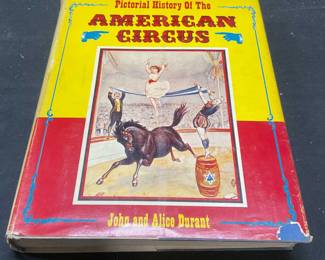 Pictorial History Of The
AMERICAN
CIRCUS
John and Alice Durant